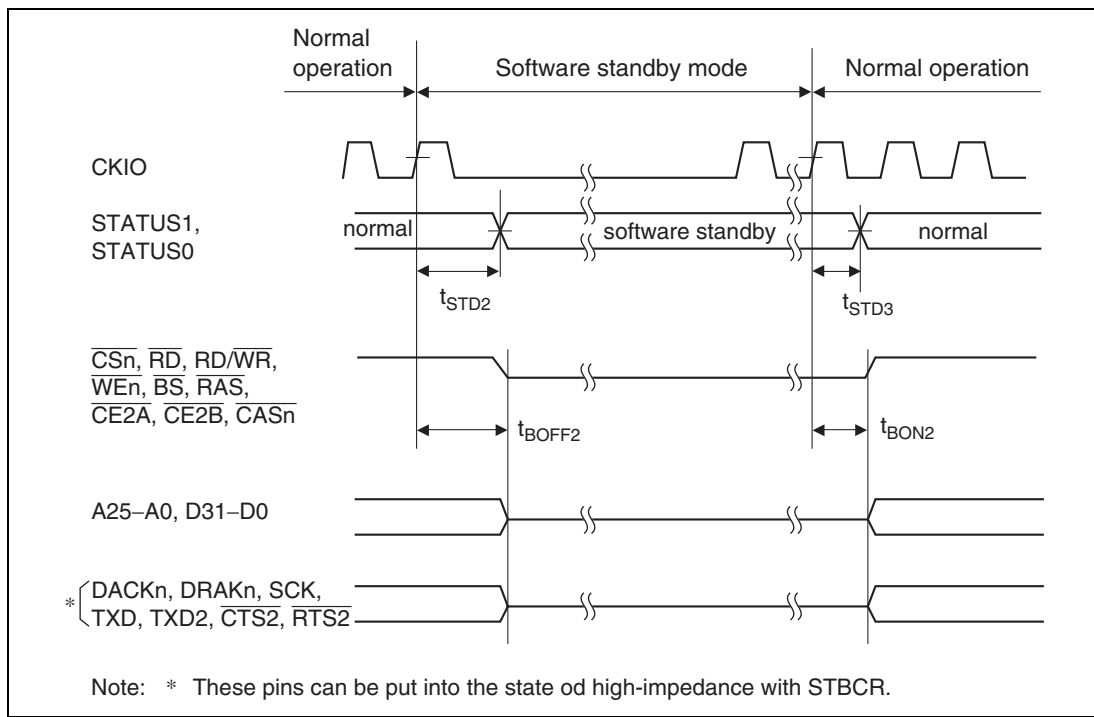 Normal
operation
Software standby mode
Normal operation
CKIO
STATUS1,
STATUS0
normal
software standby
normal
tSTD2
tSTD3
CSn, RD, RD/WR,
WEn, BS, RAS,
CE2A, CE2B, CASn
tBOFF2
tBON2
A25–A0, D31–D0
* DACKn, DRAKn, SCK,
TXD, TXD2, CTS2, RTS2
Note: * These pins can be put into the state od high-impedance with STBCR.